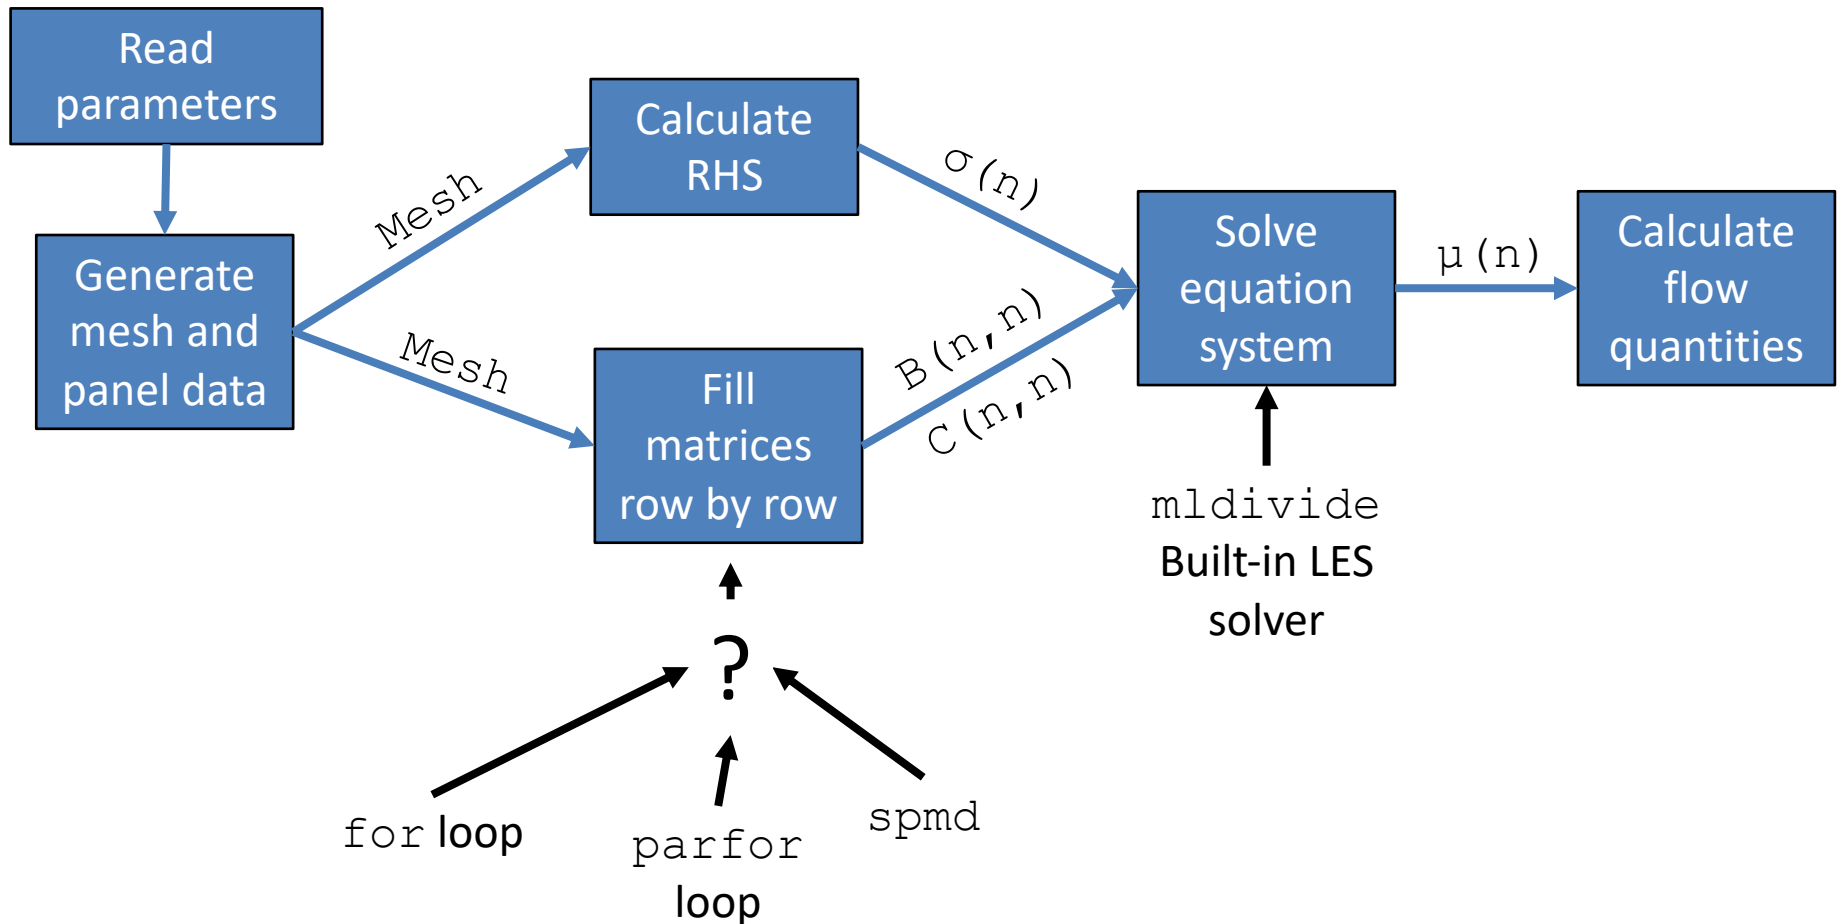 Read
parameters
Generate
mesh and
panel data
Mesh
Mesh
Calculate
RHS
Fill
matrices
row by row
σ(n)
B(n,n)
C(n,n)
Solve
equation
system
µ(n)
Calculate
flow
quantities
mldivide
Built-in LES
solver
?
for loop
parfor
loop
spmd